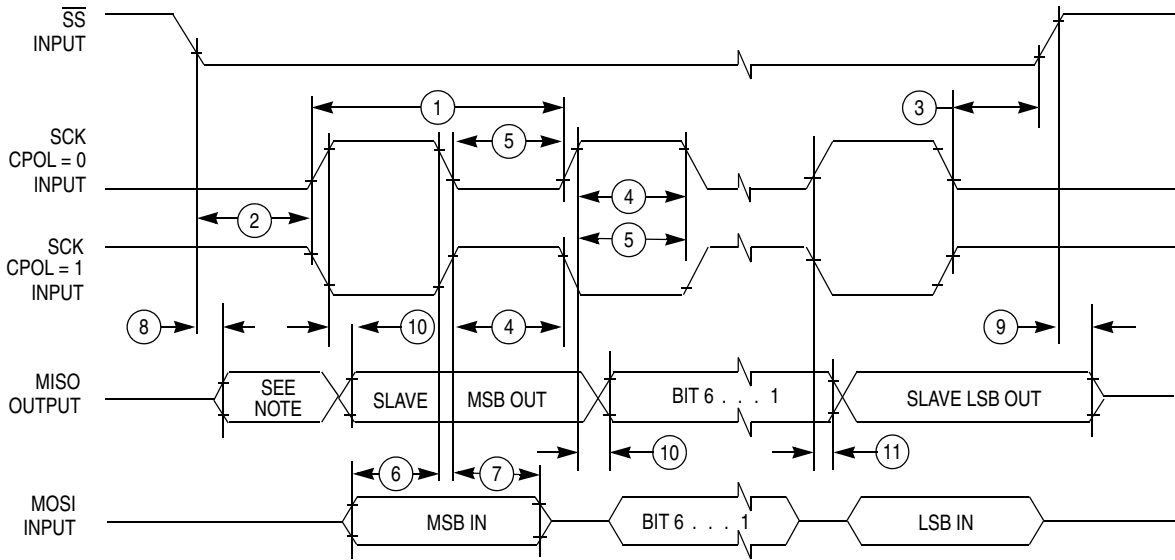 SS
INPUT
1
3
5
SCK
CPOL = 0
INPUT
4
2
5
SCK
CPOL = 1
INPUT
8
10
4
9
MISO
OUTPUT
SEE
NOTE
SLAVE
MSB OUT
BIT 6 . . . 1
SLAVE LSB OUT
10
11
6
7
MOSI
INPUT
MSB IN
BIT 6 . . . 1
LSB IN